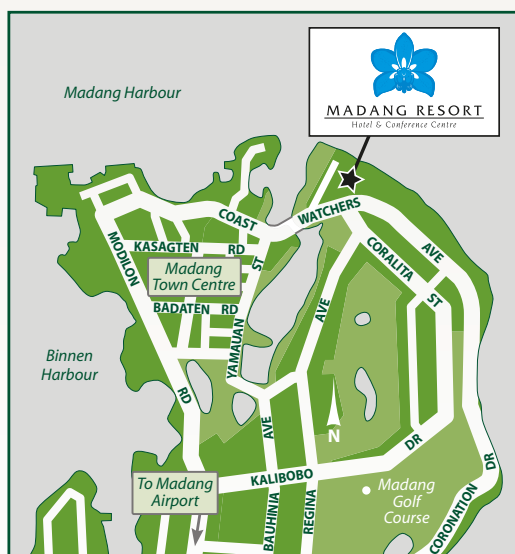 MADANG RESORT
Hotel & Conference Centre
Madang Harbour
COAST
WATCHERS
AVE
MODILON
RD
KASAGTEN RD
ST
YAMAUAN
Madang
Town Centre
BADATEN RD
CORALITA
ST
AVE
Binnen
Harbour
N
AVE
BAUHINIA
REGINA
KALIBOBO
DR
To Madang
Airport
Madang
Golf
Course
CORONATION
DR